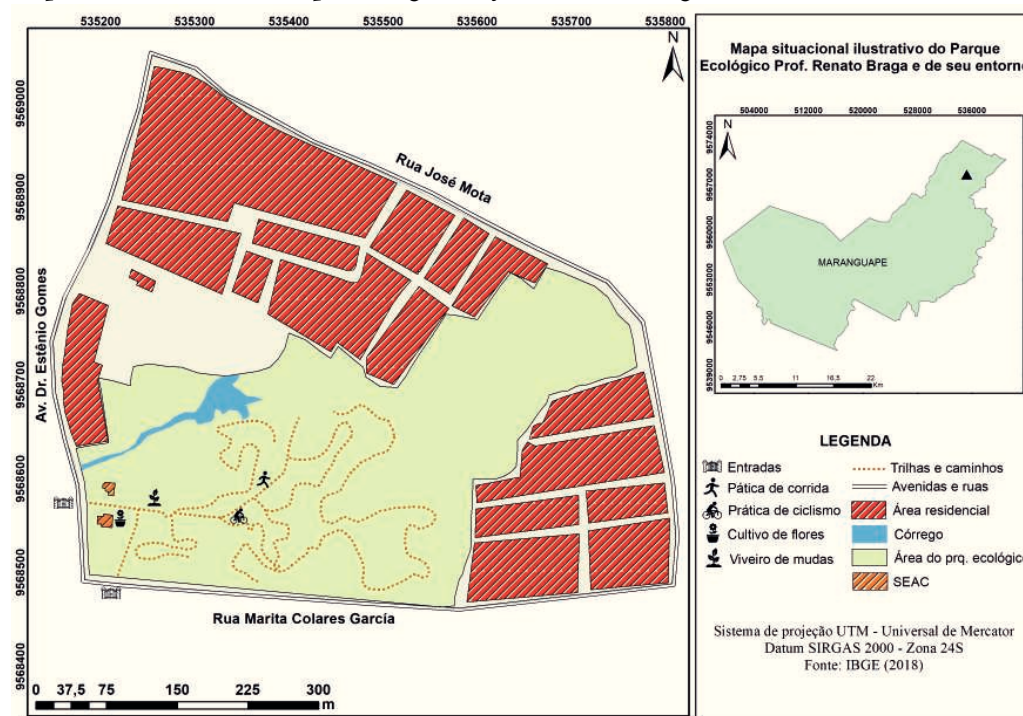 535200 535300 535400 535500 535600 535700 535800
9569000
9568900
9568800
9568700
9568600
9568500
9568400
N
Rua José Mota
Av. Dr. Estênio Gomes
Rua Marita Colares García
0 37,5 75 150 225 300
m
Mapa situacional ilustrativo do Parque
Ecológico Prof. Renato Braga e de seu entorno
504000 512000 520000 528000 536000
9574000
9567000
9560000
9553000
9546000
9539000
N
MARANGUAPE
0 2,75 5,5 11 16,5 22
Km
LEGENDA
Entradas
Pática de corrida
Prática de ciclismo
Cultivo de flores
Viveiro de mudas
Trilhas e caminhos
Avenidas e ruas
Área residencial
Córrego
Área do prq. ecológico
SEAC
Sistema de projeção UTM - Universal de Mercator
Datum SIRGAS 2000 - Zona 24S
Fonte: IBGE (2018)